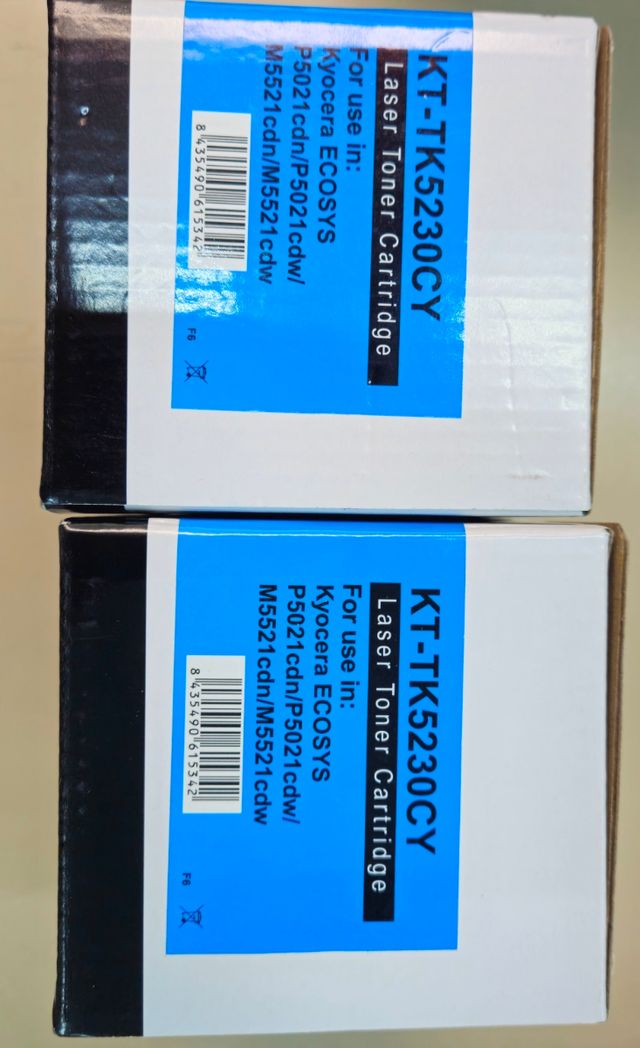 KT-TK5230CY
Laser Toner Cartridge
For use in:
Kyocera ECOSYS
P5021cdn/P5021cdw/
M5521cdn/M5521cdw
8 435490 615342
F6
KT-TK5230CY
Laser Toner Cartridge
For use in:
Kyocera ECOSYS
P5021cdn/P5021cdw/
M5521cdn/M5521cdw
8 435490 615342
F6